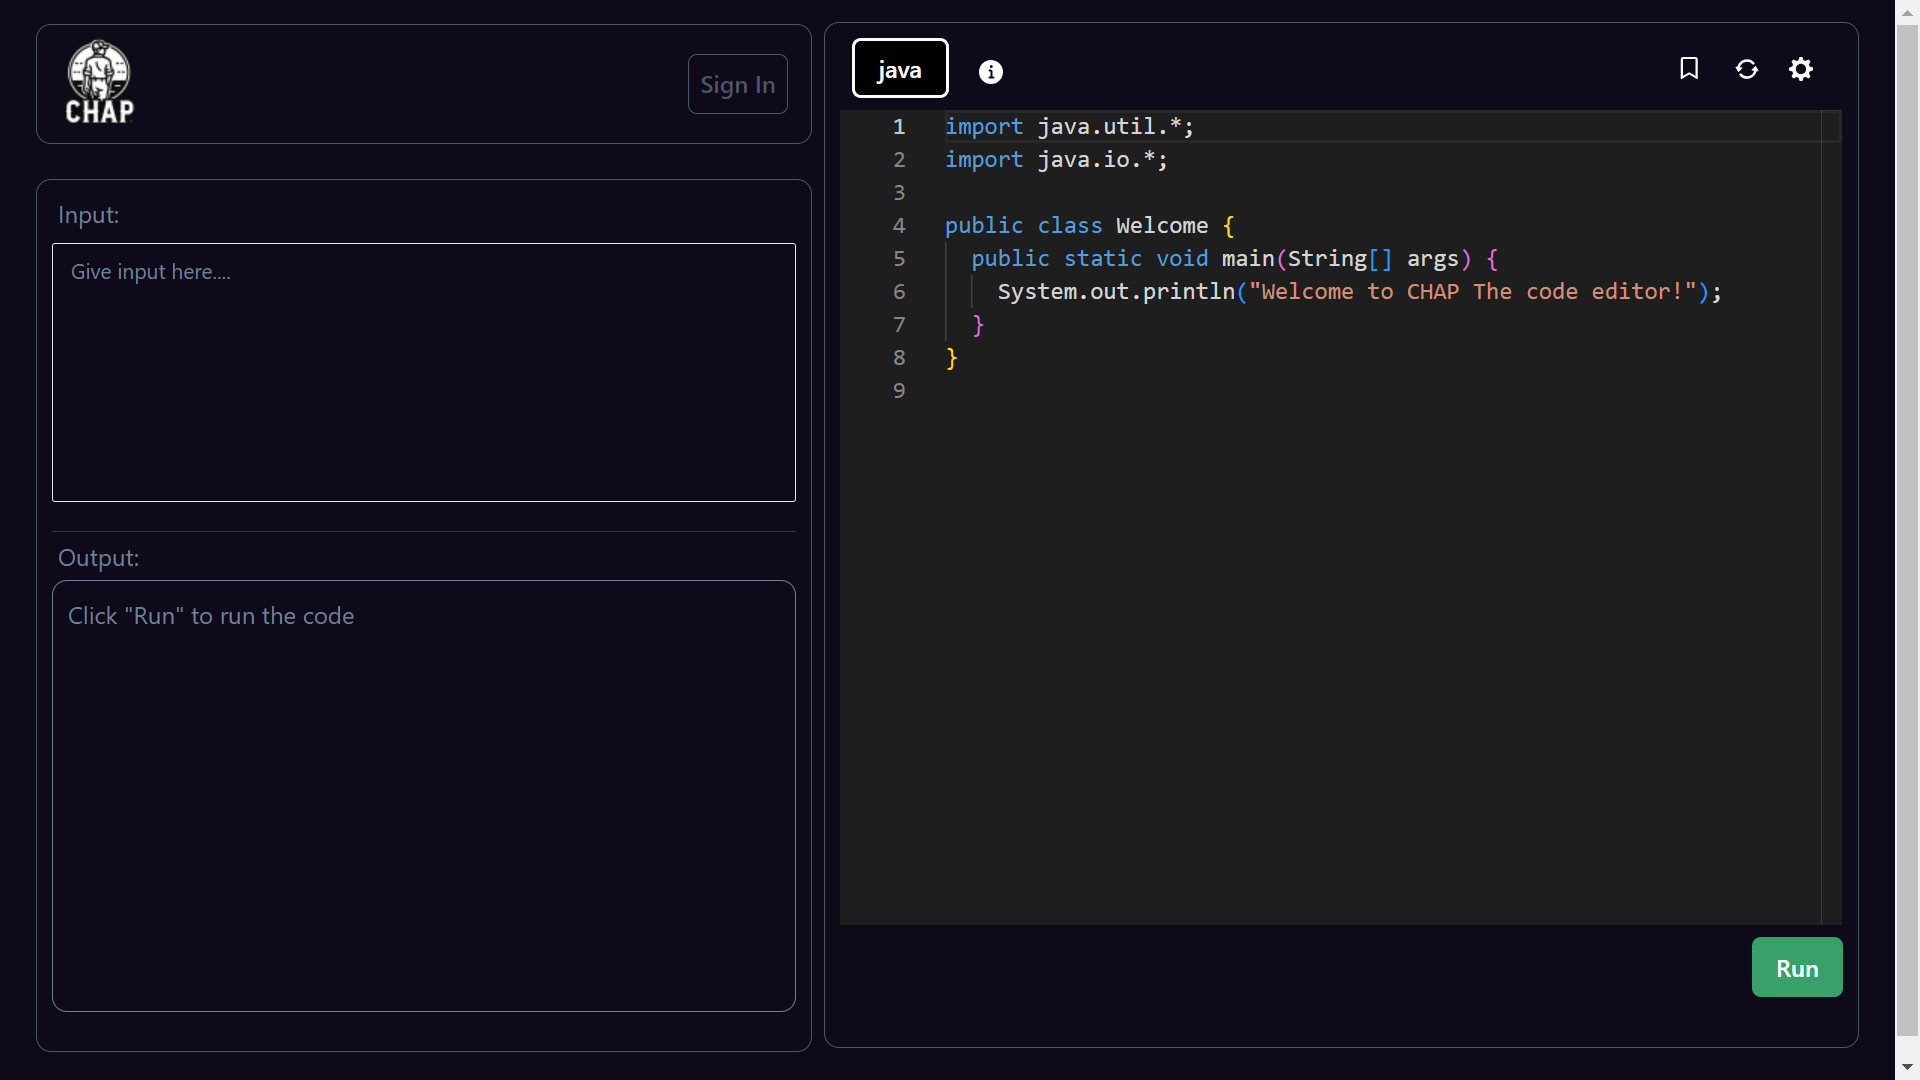 CHAP
Sign In
Input:
Give input here....
Output:
Click "Run" to run the code
java
1 import java.util.*;
2 import java.io.*;
3
4 public class Welcome {
5   public static void main(String[] args) {
6     System.out.println("Welcome to CHAP The code editor!");
7   }
8 }
9
Run